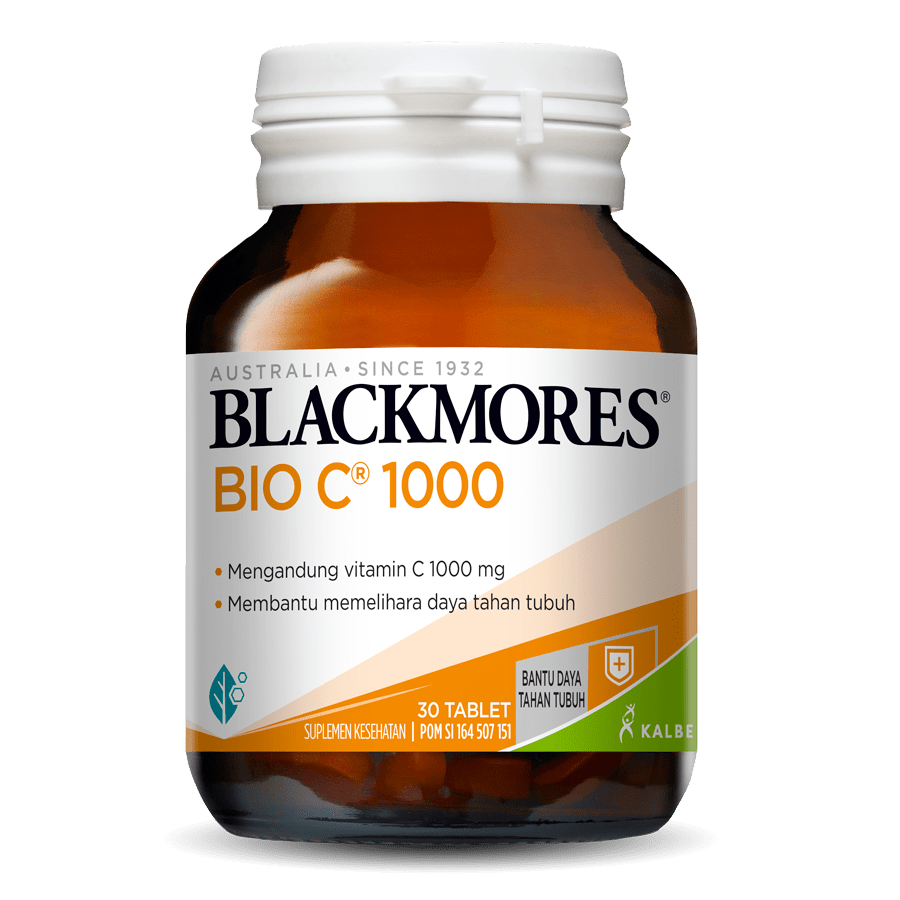 AUSTRALIA • SINCE 1932
BLACKMORES®
BIO C® 1000
• Mengandung vitamin C 1000 mg
• Membantu memelihara daya tahan tubuh
BANTU DAYA
TAHAN TUBUH
30 TABLET
SUPLEMEN KESEHATAN | POM SI 164 507 151
KALBE